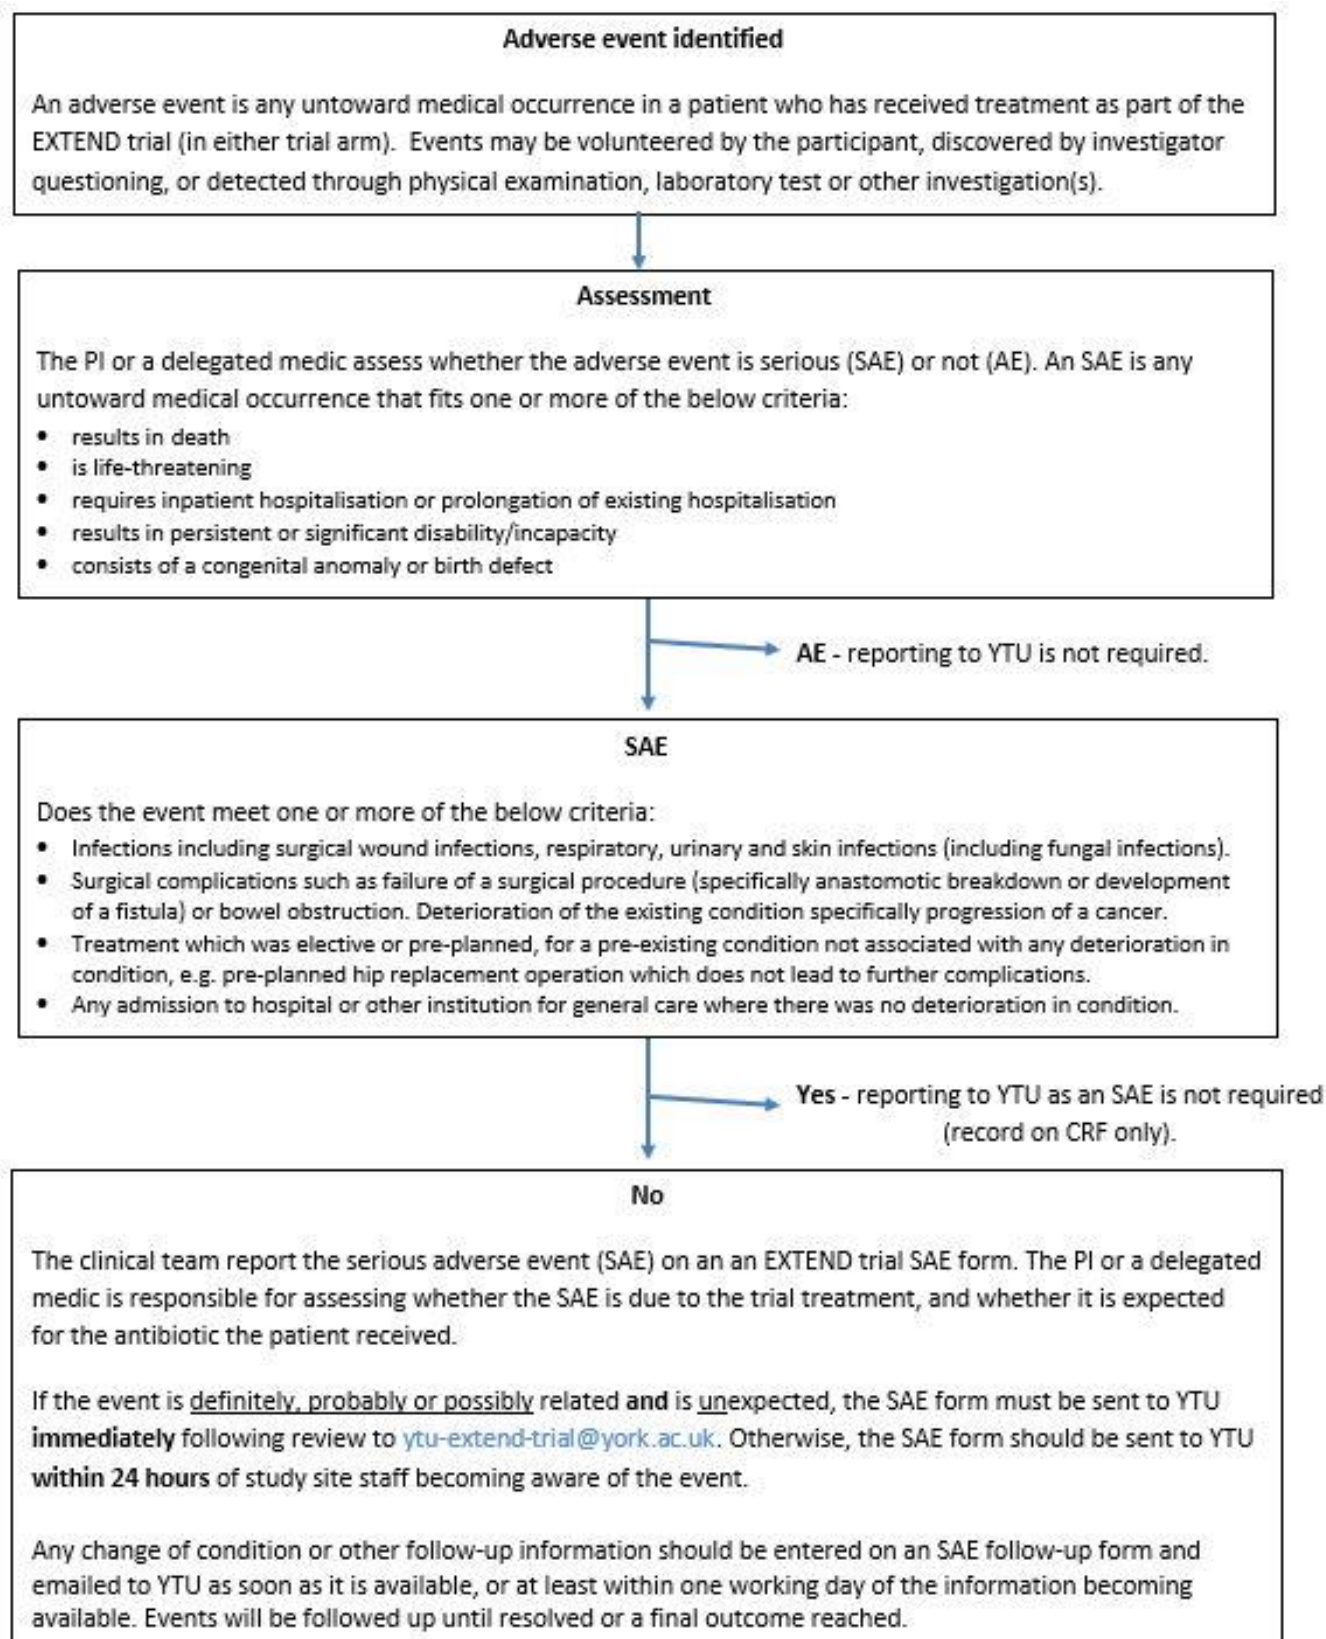 Adverse event identified
An adverse event is any untoward medical occurrence in a patient who has received treatment as part of the
EXTEND trial (in either trial arm).  Events may be volunteered by the participant, discovered by investigator
questioning, or detected through physical examination, laboratory test or other investigation(s).
Assessment
The PI or a delegated medic assess whether the adverse event is serious (SAE) or not (AE). An SAE is any
untoward medical occurrence that fits one or more of the below criteria:
• results in death
• is life-threatening
• requires inpatient hospitalisation or prolongation of existing hospitalisation
• results in persistent or significant disability/incapacity
• consists of a congenital anomaly or birth defect
AE - reporting to YTU is not required.
SAE
Does the event meet one or more of the below criteria:
• Infections including surgical wound infections, respiratory, urinary and skin infections (including fungal infections).
• Surgical complications such as failure of a surgical procedure (specifically anastomotic breakdown or development
of a fistula) or bowel obstruction. Deterioration of the existing condition specifically progression of a cancer.
• Treatment which was elective or pre-planned, for a pre-existing condition not associated with any deterioration in
condition, e.g. pre-planned hip replacement operation which does not lead to further complications.
• Any admission to hospital or other institution for general care where there was no deterioration in condition.
Yes - reporting to YTU as an SAE is not required
(record on CRF only).
No
The clinical team report the serious adverse event (SAE) on an an EXTEND trial SAE form. The PI or a delegated
medic is responsible for assessing whether the SAE is due to the trial treatment, and whether it is expected
for the antibiotic the patient received.
If the event is definitely, probably or possibly related and is unexpected, the SAE form must be sent to YTU
immediately following review to ytu-extend-trial@york.ac.uk. Otherwise, the SAE form should be sent to YTU
within 24 hours of study site staff becoming aware of the event.
Any change of condition or other follow-up information should be entered on an SAE follow-up form and
emailed to YTU as soon as it is available, or at least within one working day of the information becoming
available. Events will be followed up until resolved or a final outcome reached.